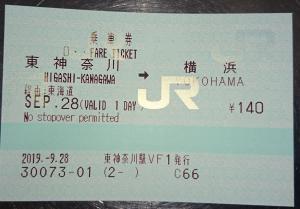 乗車券
FARE TICKET
東神奈川 → 横浜
HIGASHI-KANAGAWA YOKOHAMA
経由:東海道
SEP.28(VALID 1 DAY) ¥140
No stopover permitted
JR
2019.-9.28 東神奈川駅VF1発行
30073-01 (2-) C66